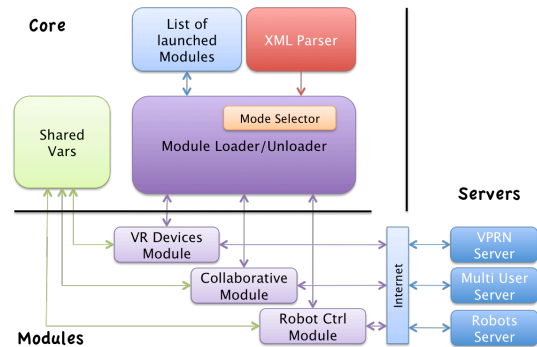 Core
List of
launched
Modules
XML Parser
Mode Selector
Module Loader/Unloader
Shared
Vars
Servers
VR Devices
Module
Collaborative
Module
Robot Ctrl
Module
Internet
VPRN
Server
Multi User
Server
Robots
Server
Modules